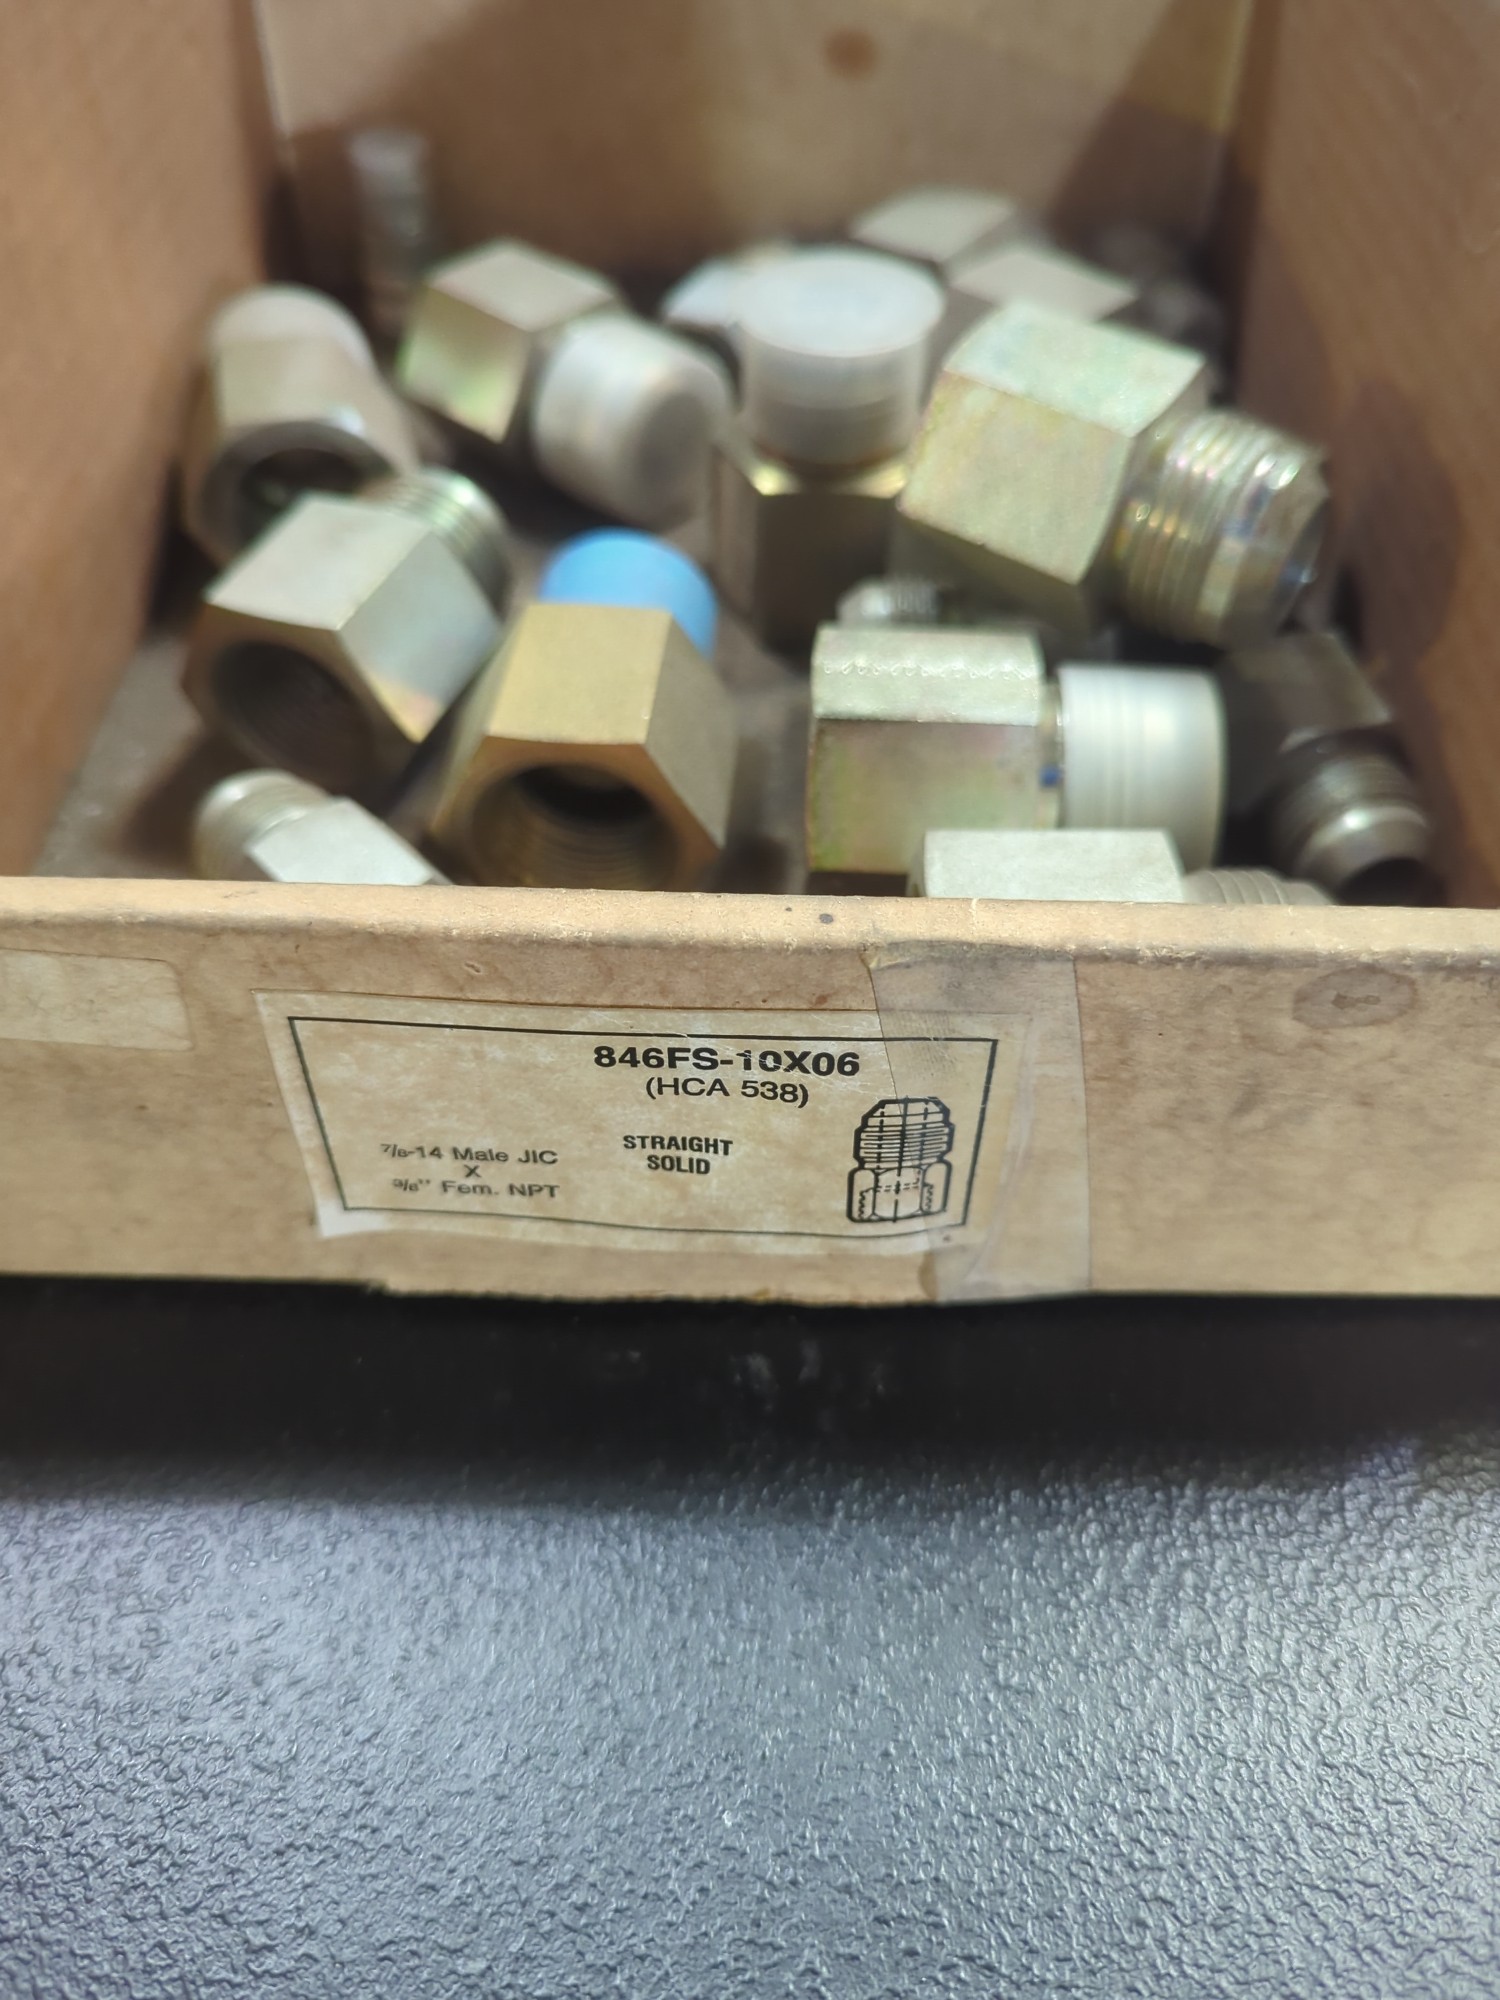 846FS-10X06
(HCA 538)
7/8-14 Male JIC
X
3/8" Fem. NPT
STRAIGHT
SOLID